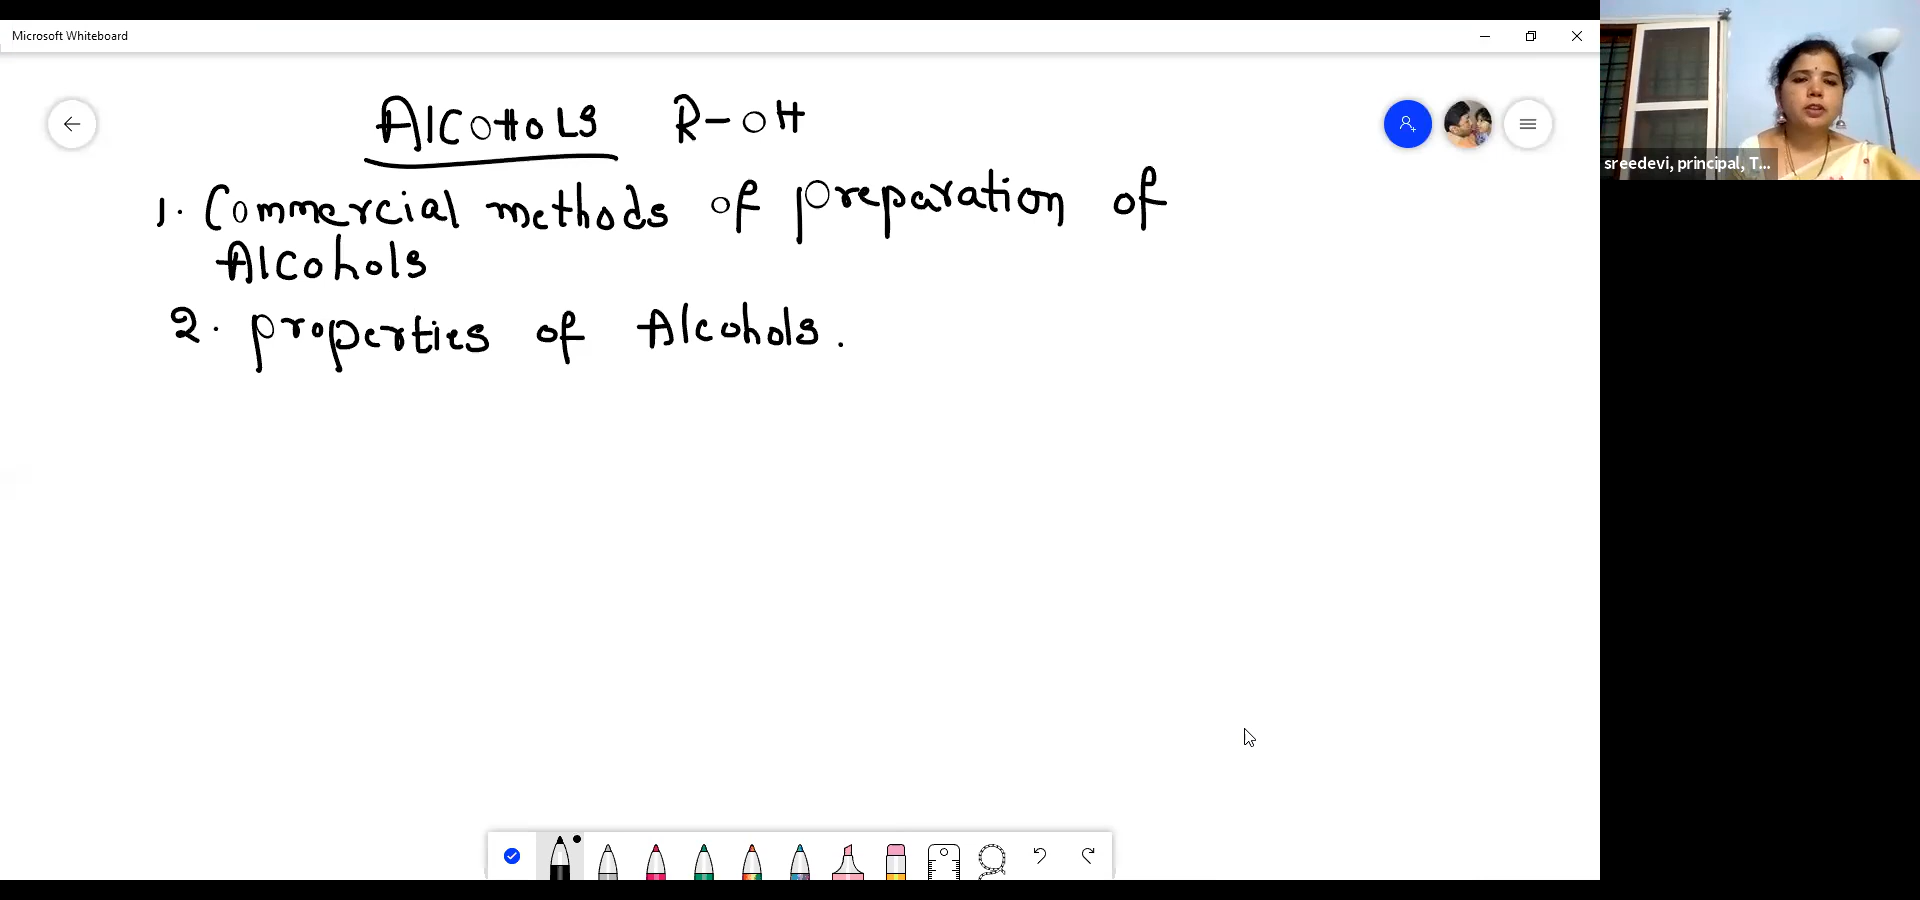 Microsoft Whiteboard
AlCOHOLS R-OH
1. Commercial methods of preparation of
Alcohols
2. properties of Alcohols.
sreedevi, principal, T...